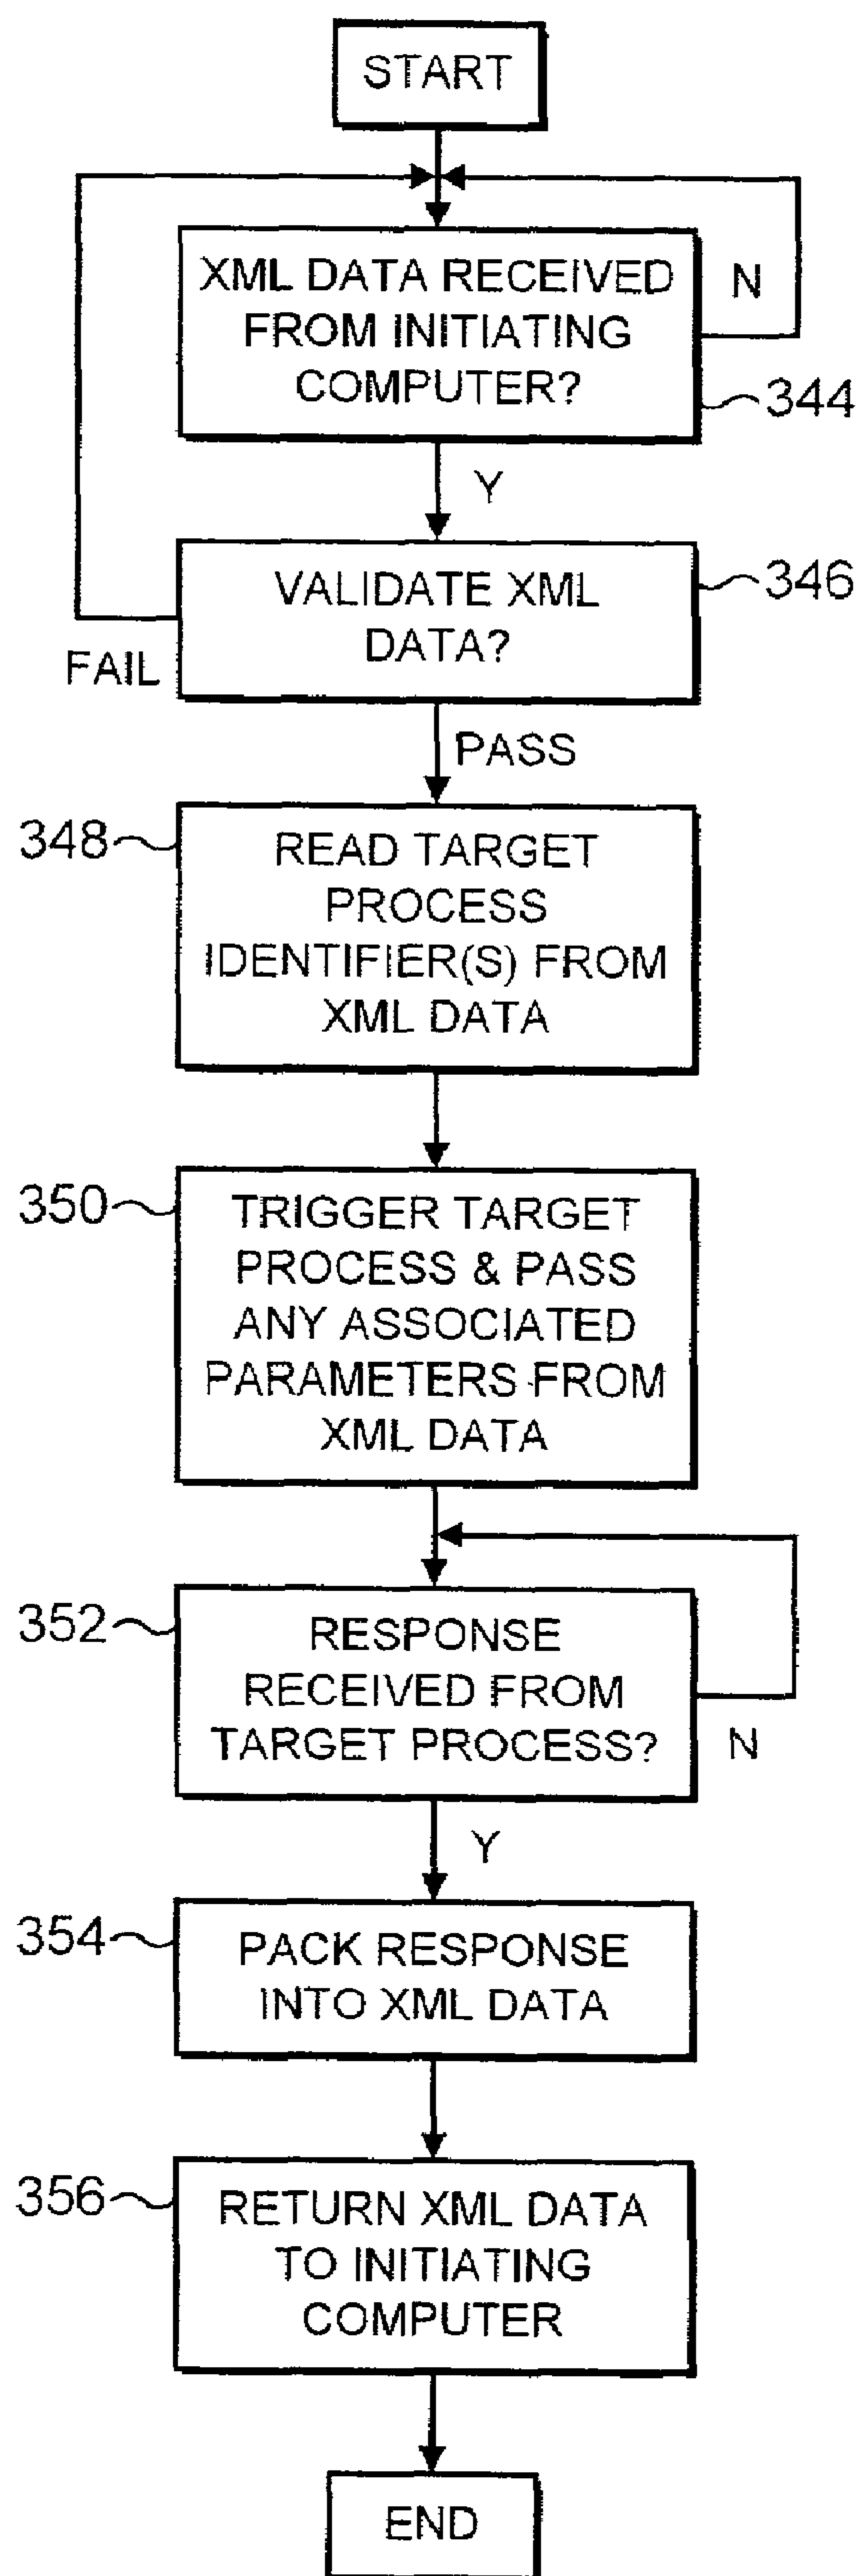 START
XML DATA RECEIVED
FROM INITIATING
COMPUTER?
N
344
Y
VALIDATE XML
DATA?
346
FAIL
PASS
348
READ TARGET
PROCESS
IDENTIFIER(S) FROM
XML DATA
350
TRIGGER TARGET
PROCESS & PASS
ANY ASSOCIATED
PARAMETERS FROM
XML DATA
352
RESPONSE
RECEIVED FROM
TARGET PROCESS?
N
Y
354
PACK RESPONSE
INTO XML DATA
356
RETURN XML DATA
TO INITIATING
COMPUTER
END